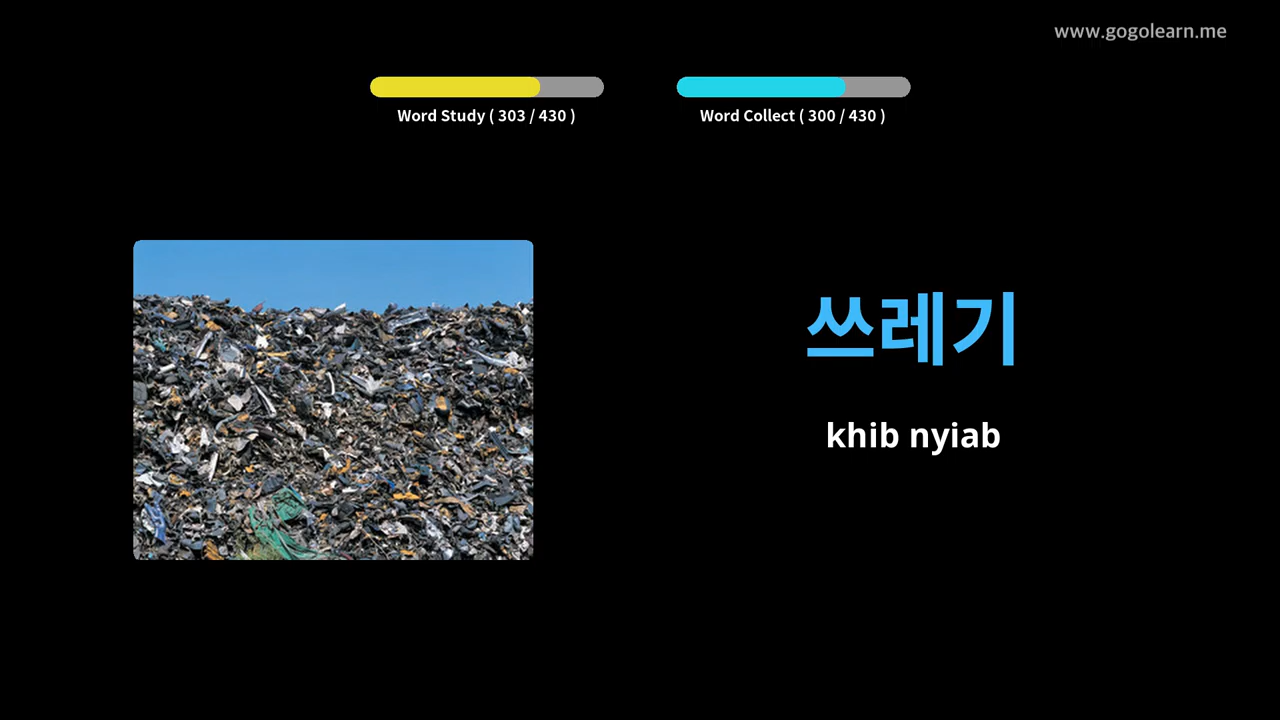 www.gogolearn.me
Word Study ( 303 / 430 )
Word Collect ( 300 / 430 )
쓰레기
khib nyiab